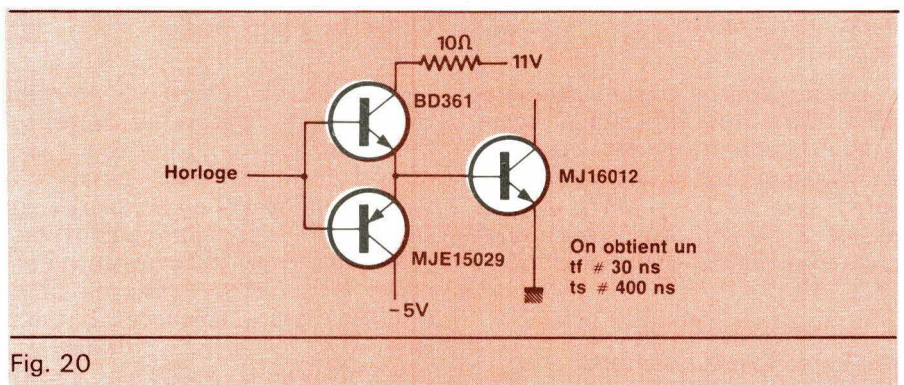 10Ω
11V
BD361
Horloge
MJ16012
MJE15029
-5V
On obtient un
tf # 30 ns
ts # 400 ns
Fig. 20